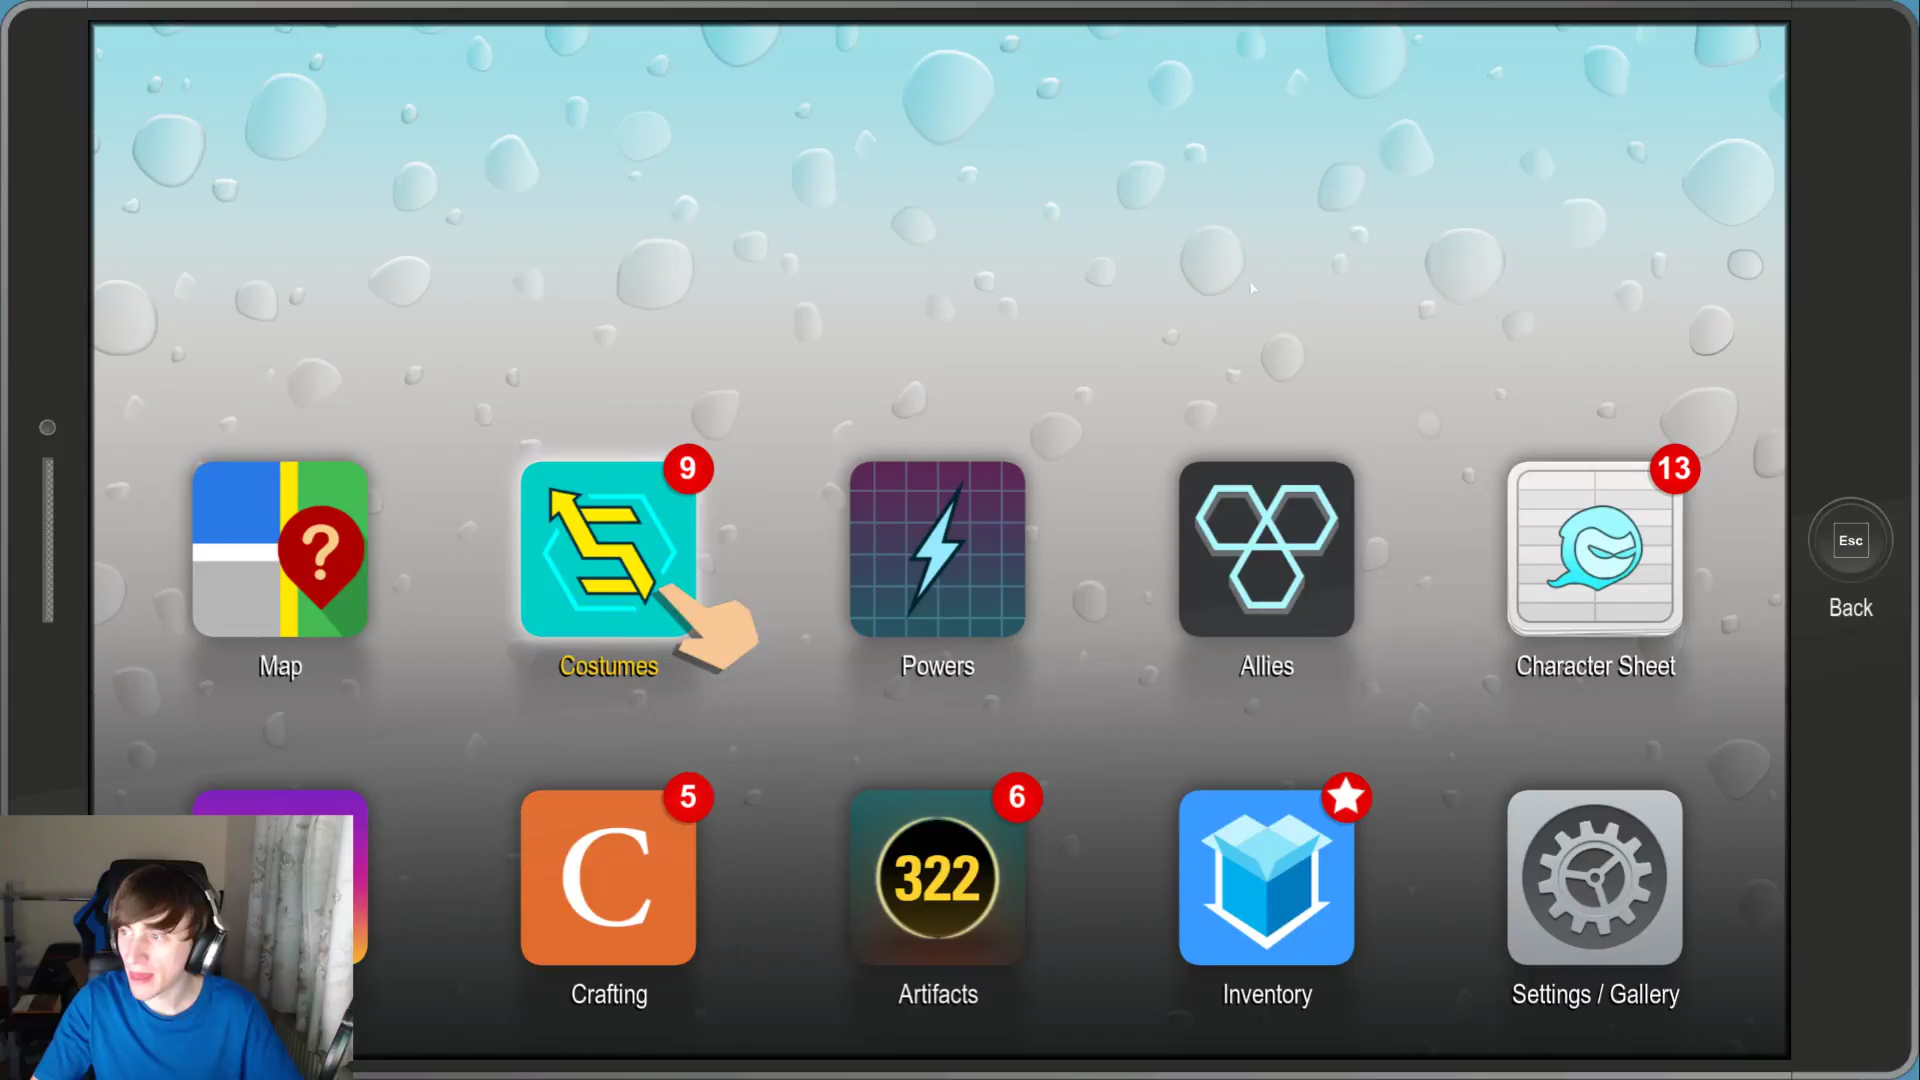 9
13
?
Esc
Back
Map
Costumes
Powers
Allies
Character Sheet
5
6
C
322
Crafting
Artifacts
Inventory
Settings / Gallery